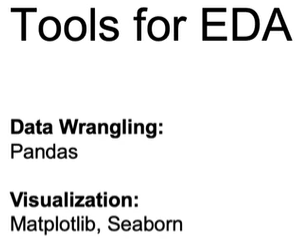 Tools for EDA
Data Wrangling:
Pandas
Visualization:
Matplotlib, Seaborn